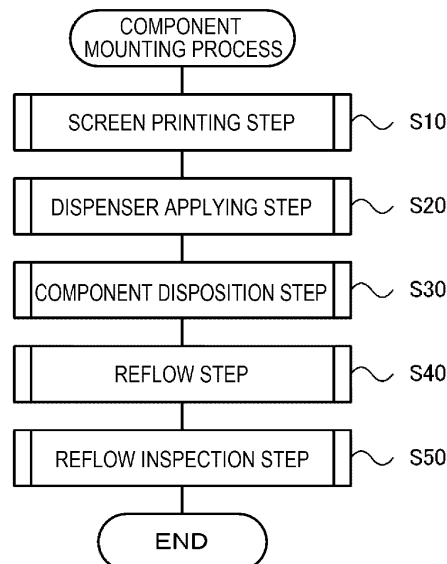 COMPONENT
MOUNTING PROCESS
SCREEN PRINTING STEP S10
DISPENSER APPLYING STEP S20
COMPONENT DISPOSITION STEP S30
REFLOW STEP S40
REFLOW INSPECTION STEP S50
END